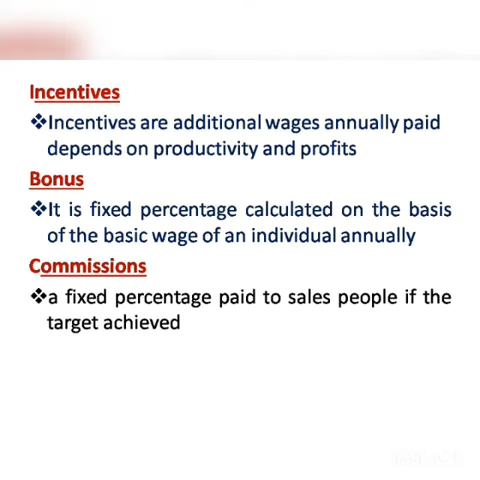 Incentives
❖Incentives are additional wages annually paid
depends on productivity and profits
Bonus
❖It is fixed percentage calculated on the basis
of the basic wage of an individual annually
Commissions
❖a fixed percentage paid to sales people if the
target achieved